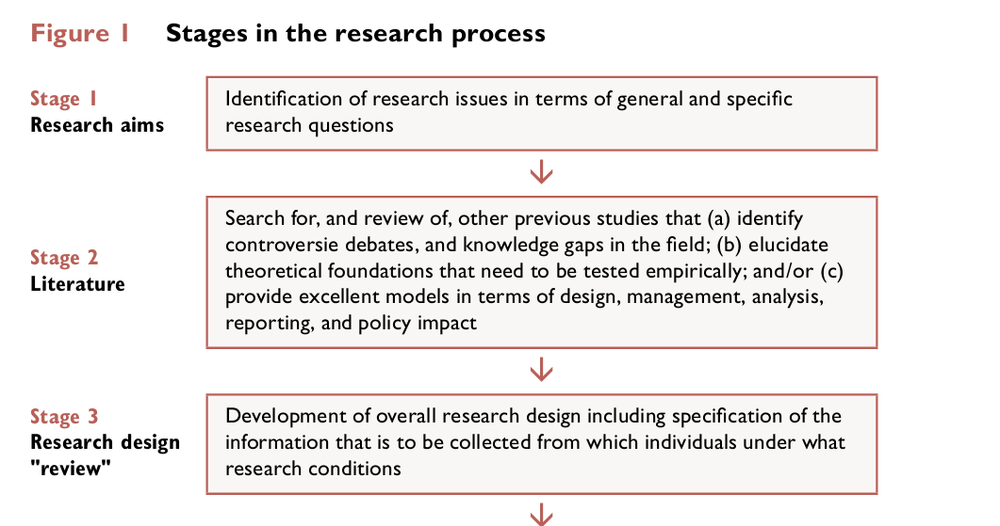 Figure 1 Stages in the research process
Stage 1
Research aims
Identification of research issues in terms of general and specific
research questions
Stage 2
Literature
Search for, and review of, other previous studies that (a) identify
controversie debates, and knowledge gaps in the field; (b) elucidate
theoretical foundations that need to be tested empirically; and/or (c)
provide excellent models in terms of design, management, analysis,
reporting, and policy impact
Stage 3
Research design
"review"
Development of overall research design including specification of the
information that is to be collected from which individuals under what
research conditions